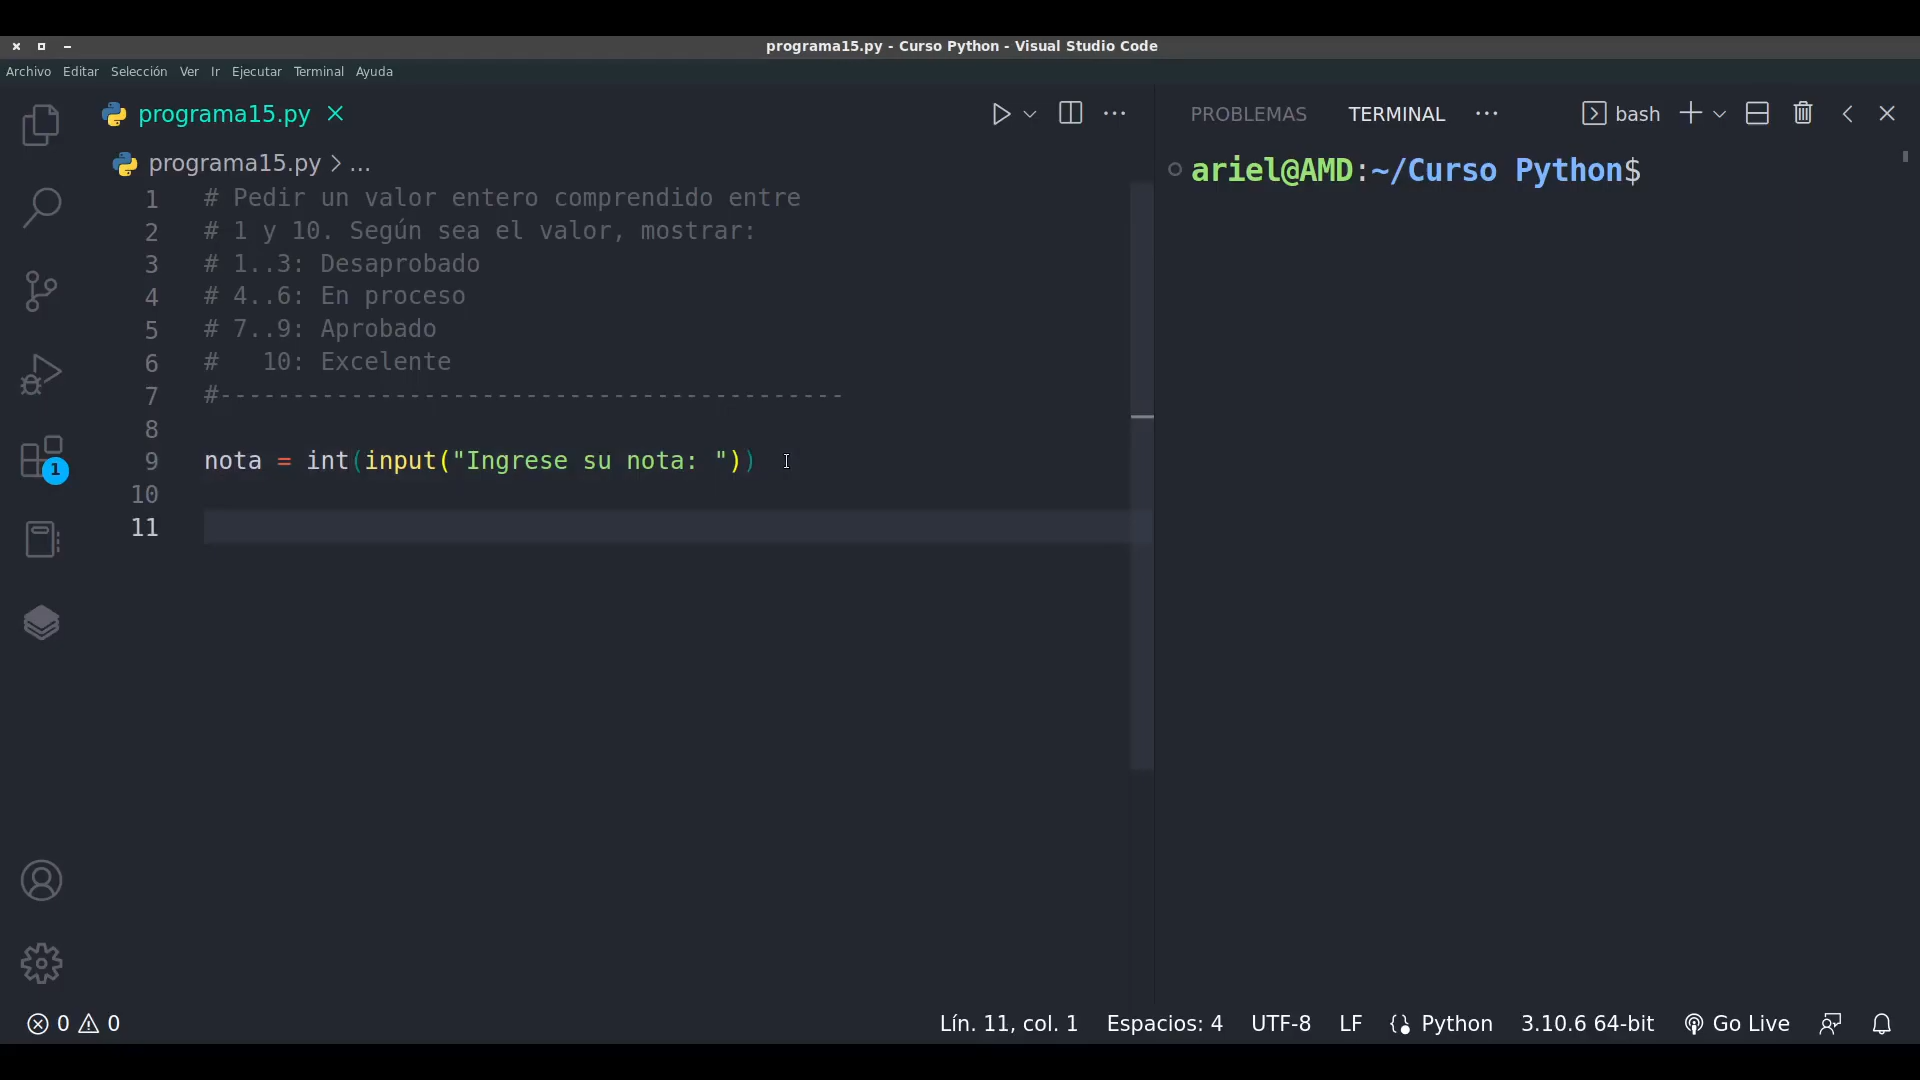 programa15.py - Curso Python - Visual Studio Code
Archivo Editar Selección Ver Ir Ejecutar Terminal Ayuda
programa15.py
PROBLEMAS TERMINAL bash
programa15.py > ...
ariel@AMD:~/Curso Python$
1 # Pedir un valor entero comprendido entre
2 # 1 y 10. Según sea el valor, mostrar:
3 # 1..3: Desaprobado
4 # 4..6: En proceso
5 # 7..9: Aprobado
6 #   10: Excelente
7 #-------------------------------------------
8
9 nota = int(input("Ingrese su nota: "))
10
11
1
0 0 Lín. 11, col. 1 Espacios: 4 UTF-8 LF Python 3.10.6 64-bit Go Live